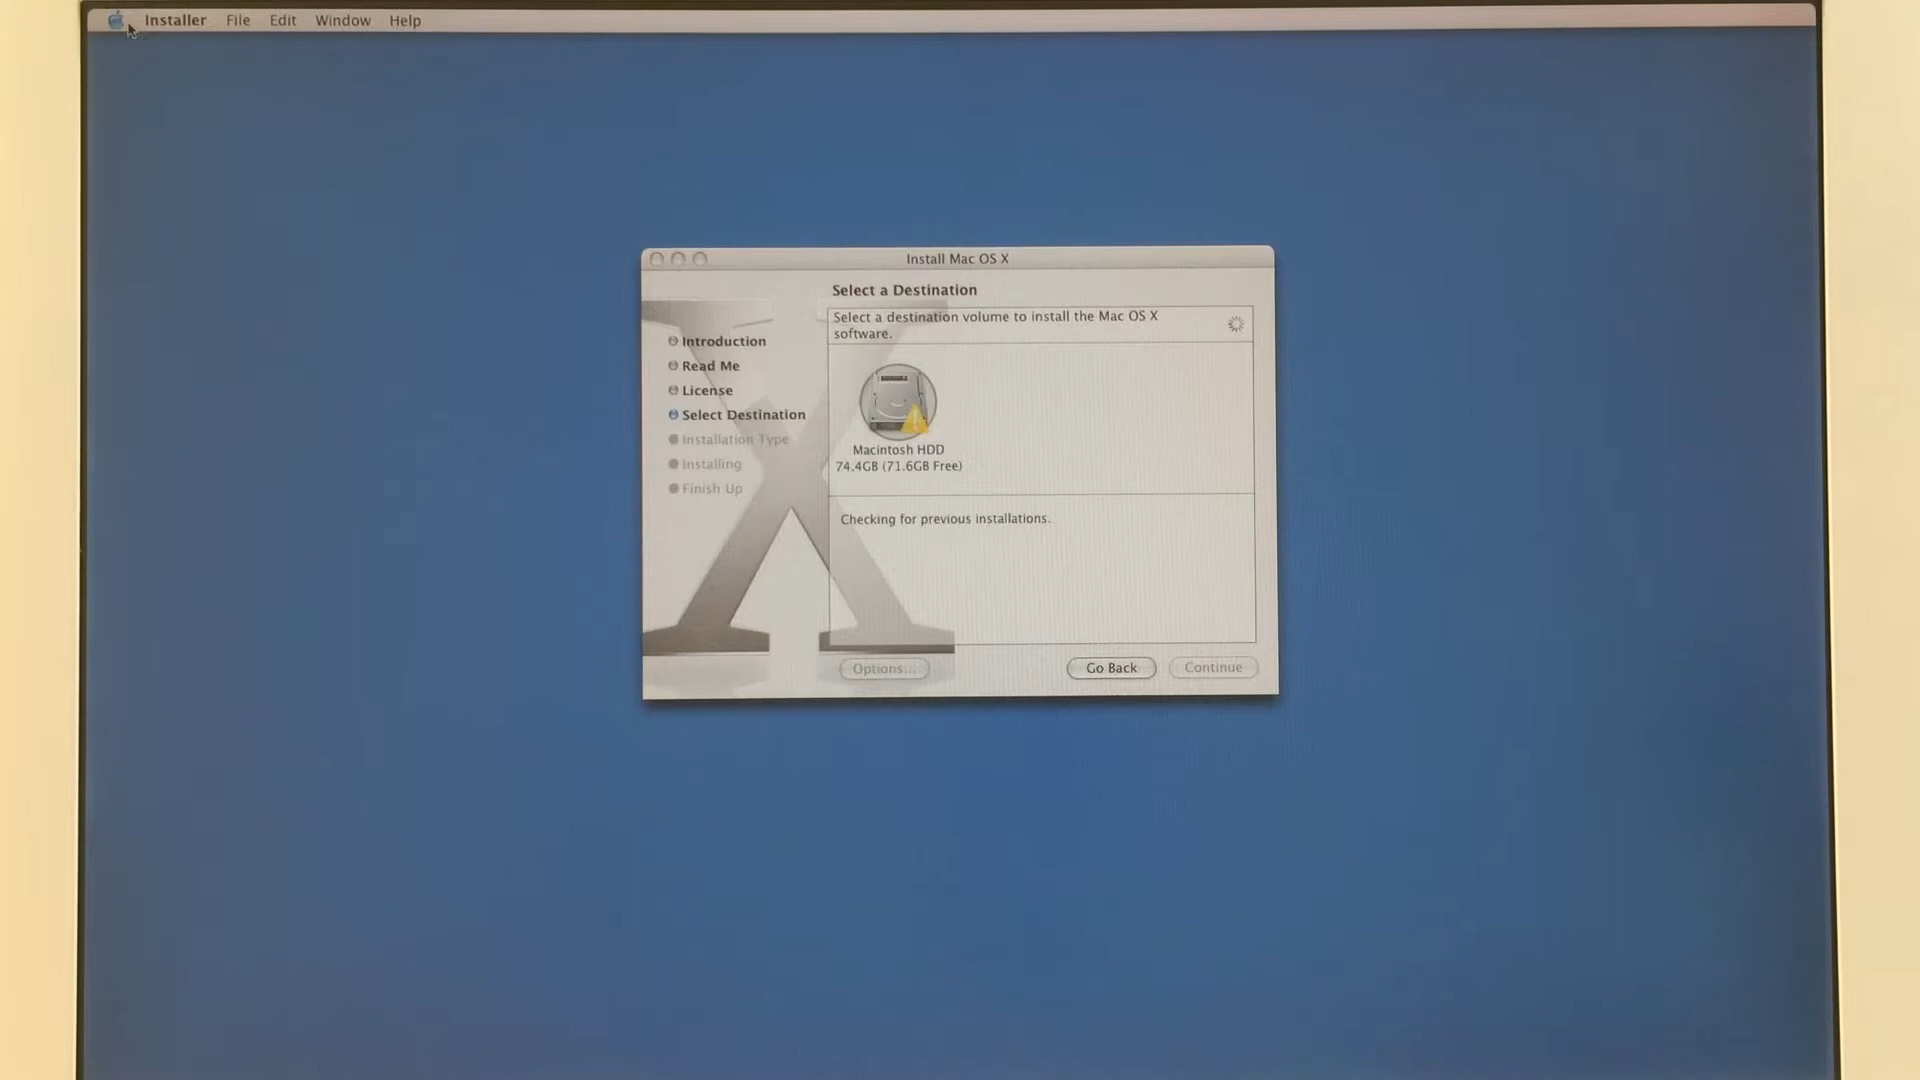 Installer File Edit Window Help
Install Mac OS X
Select a Destination
Select a destination volume to install the Mac OS X
software.
Introduction
Read Me
License
Select Destination
Installation Type
Installing
Finish Up
Macintosh HDD
74.4GB (71.6GB Free)
Checking for previous installations.
Options...
Go Back
Continue